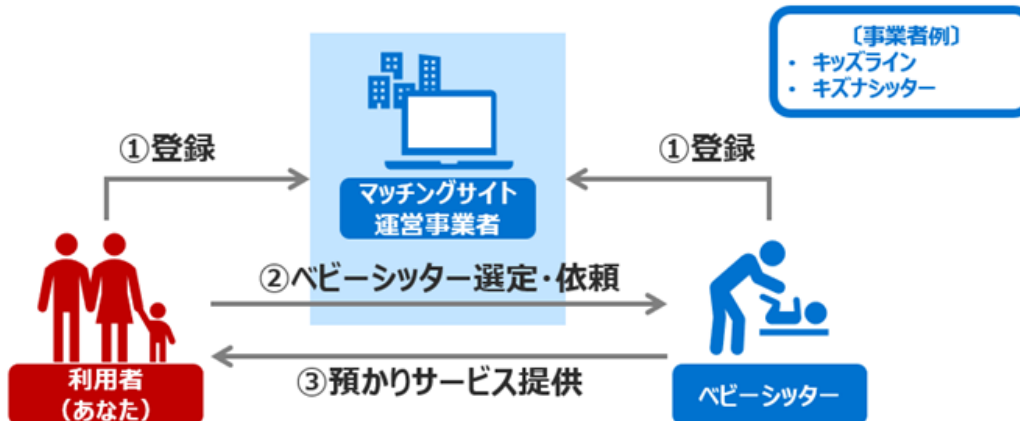 〔事業者例〕
・ キッズライン
・ キズナシッター
①登録
①登録
マッチングサイト
運営事業者
②ベビーシッター選定・依頼
③預かりサービス提供
利用者
（あなた）
ベビーシッター